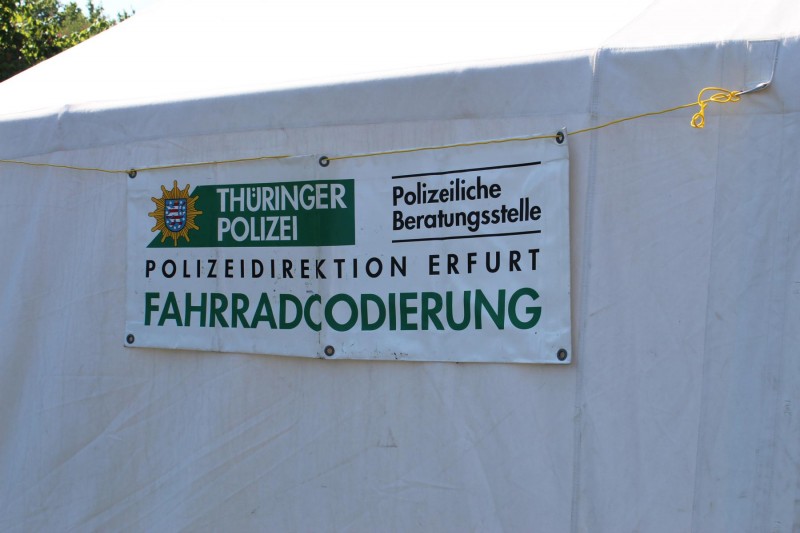 THÜRINGER
POLIZEI
Polizeiliche
Beratungsstelle
POLIZEIDIREKTION ERFURT
FAHRRADCODIERUNG